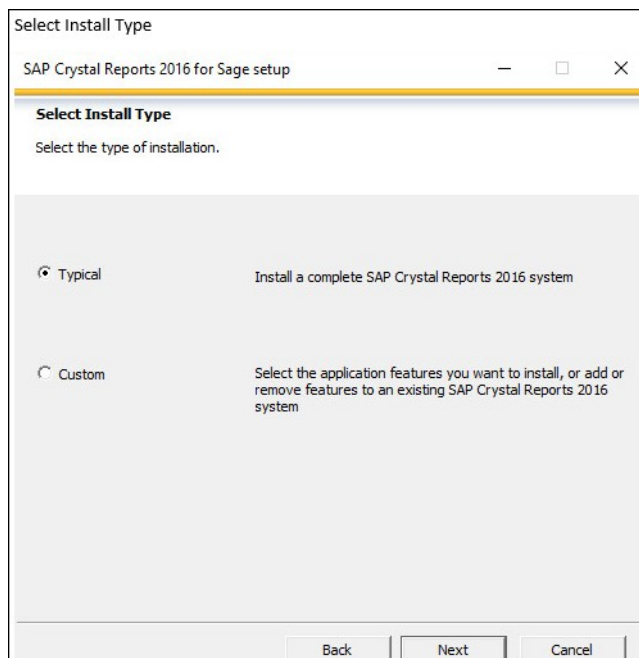 Select Install Type
SAP Crystal Reports 2016 for Sage setup
Select Install Type
Select the type of installation.
Typical
Install a complete SAP Crystal Reports 2016 system
Custom
Select the application features you want to install, or add or
remove features to an existing SAP Crystal Reports 2016
system
Back
Next
Cancel